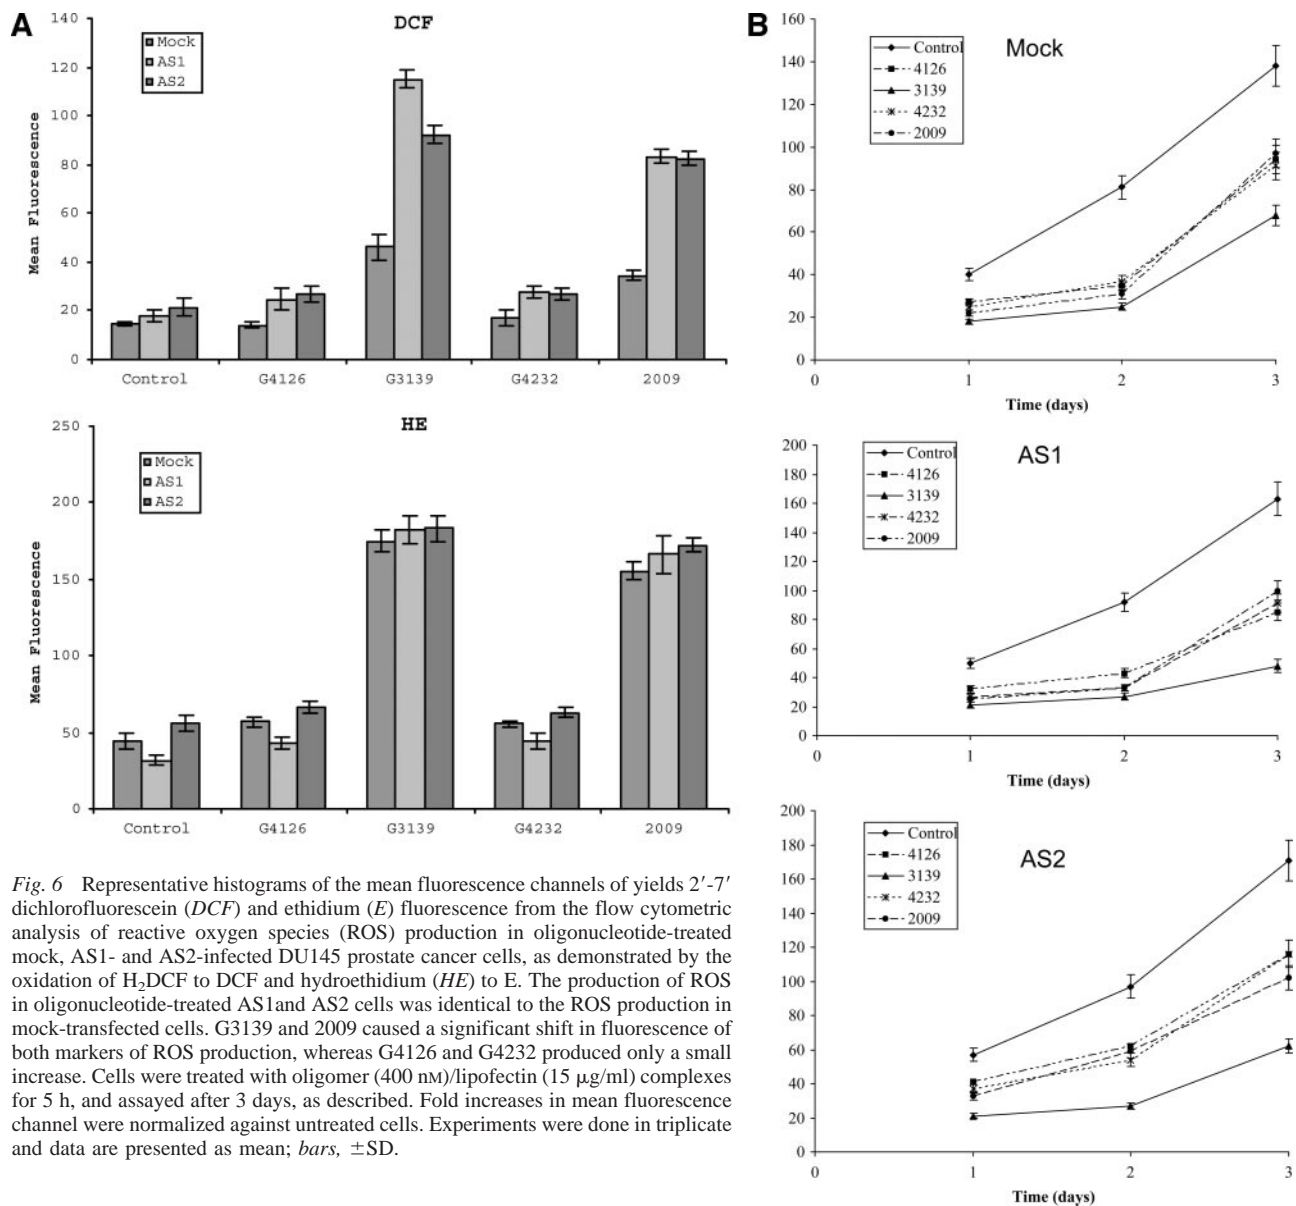 A
DCF
Mock
AS1
AS2
Mean Fluorescence
140
120
100
80
60
40
20
0
Control G4126 G3139 G4232 2009
HE
Mock
AS1
AS2
Mean Fluorescence
250
200
150
100
50
0
Control G4126 G3139 G4232 2009
Fig. 6 Representative histograms of the mean fluorescence channels of yields 2′-7′
dichlorofluorescein (DCF) and ethidium (E) fluorescence from the flow cytometric
analysis of reactive oxygen species (ROS) production in oligonucleotide-treated
mock, AS1- and AS2-infected DU145 prostate cancer cells, as demonstrated by the
oxidation of H₂DCF to DCF and hydroethidium (HE) to E. The production of ROS
in oligonucleotide-treated AS1and AS2 cells was identical to the ROS production in
mock-transfected cells. G3139 and 2009 caused a significant shift in fluorescence of
both markers of ROS production, whereas G4126 and G4232 produced only a small
increase. Cells were treated with oligomer (400 nM)/lipofectin (15 μg/ml) complexes
for 5 h, and assayed after 3 days, as described. Fold increases in mean fluorescence
channel were normalized against untreated cells. Experiments were done in triplicate
and data are presented as mean; bars, ±SD.
B
Mock
Control
4126
3139
4232
2009
160
140
120
100
80
60
40
20
0
0 1 2 3
Time (days)
AS1
Control
4126
3139
4232
2009
200
180
160
140
120
100
80
60
40
20
0
0 1 2 3
Time (days)
AS2
Control
4126
3139
4232
2009
200
180
160
140
120
100
80
60
40
20
0
0 1 2 3
Time (days)